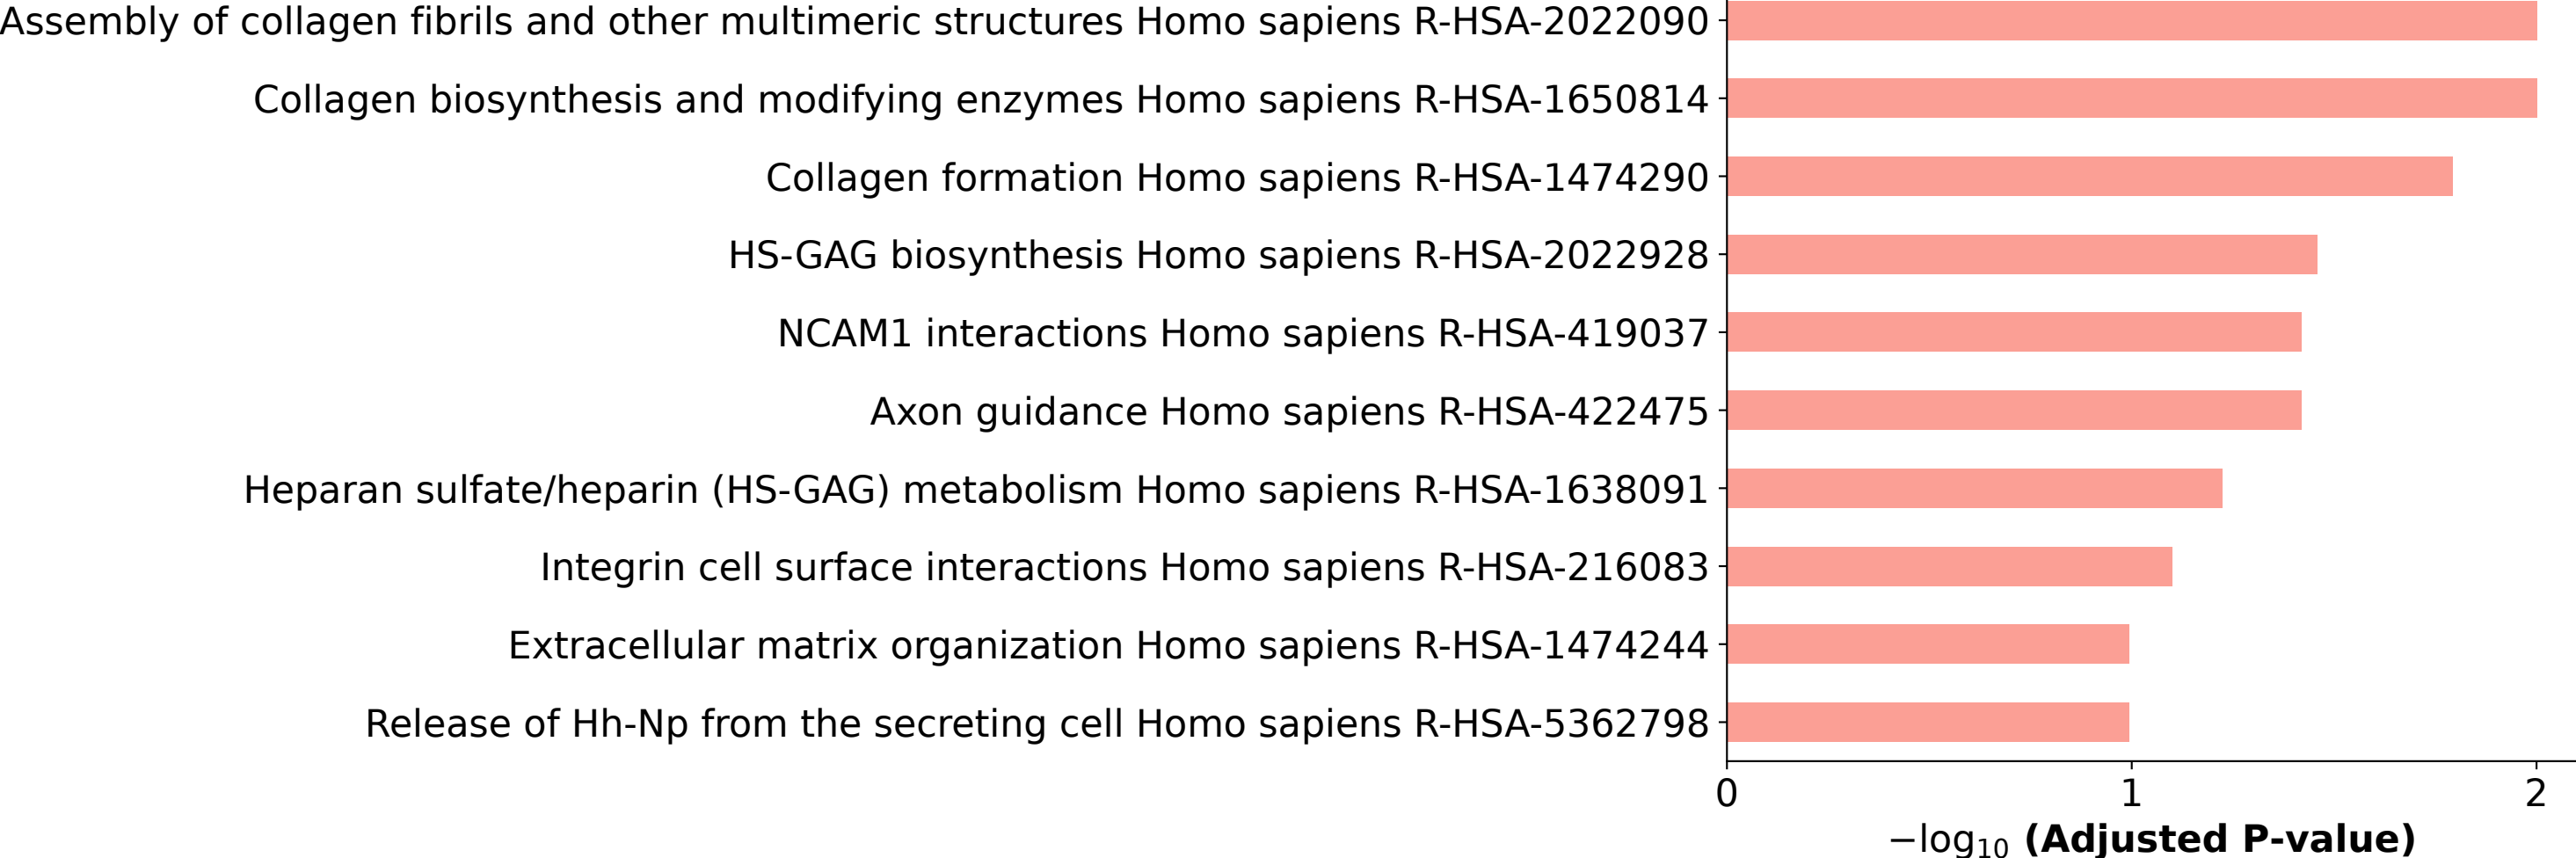 Assembly of collagen fibrils and other multimeric structures Homo sapiens R-HSA-2022090
Collagen biosynthesis and modifying enzymes Homo sapiens R-HSA-1650814
Collagen formation Homo sapiens R-HSA-1474290
HS-GAG biosynthesis Homo sapiens R-HSA-2022928
NCAM1 interactions Homo sapiens R-HSA-419037
Axon guidance Homo sapiens R-HSA-422475
Heparan sulfate/heparin (HS-GAG) metabolism Homo sapiens R-HSA-1638091
Integrin cell surface interactions Homo sapiens R-HSA-216083
Extracellular matrix organization Homo sapiens R-HSA-1474244
Release of Hh-Np from the secreting cell Homo sapiens R-HSA-5362798
0 1 2
−log₁₀ (Adjusted P-value)